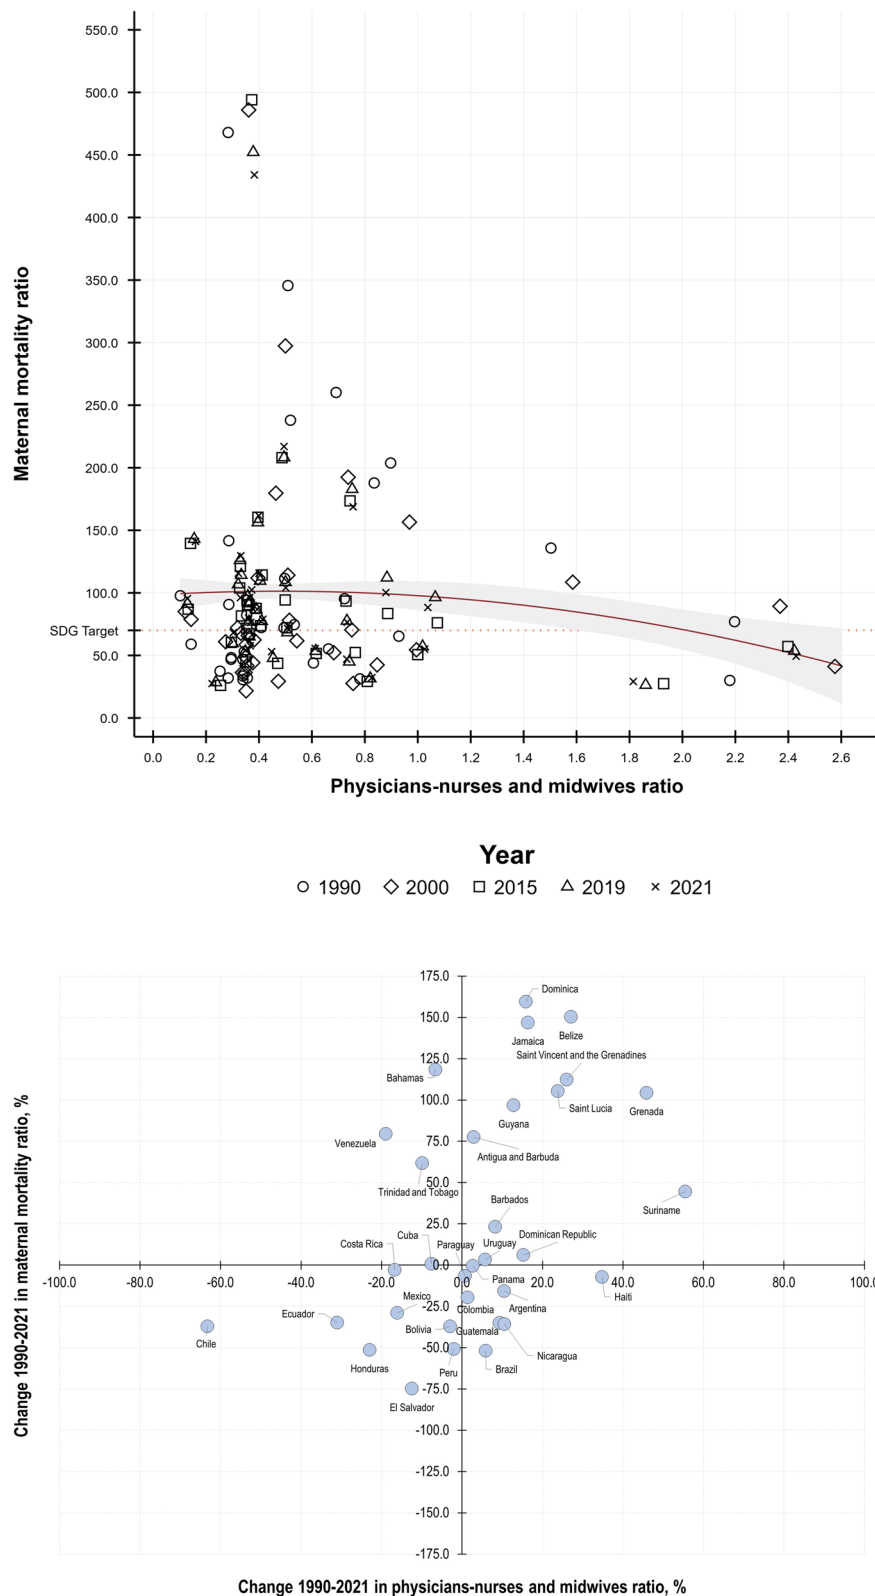 550.0
500.0
450.0
400.0
350.0
300.0
250.0
200.0
150.0
100.0
SDG Target
50.0
0.0
Maternal mortality ratio
0.0 0.2 0.4 0.6 0.8 1.0 1.2 1.4 1.6 1.8 2.0 2.2 2.4 2.6
Physicians-nurses and midwives ratio
Year
1990 2000 2015 2019 2021
175.0
Dominica
150.0
Jamaica
Belize
125.0
Saint Vincent and the Grenadines
Bahamas
100.0
Saint Lucia
Grenada
Guyana
75.0
Venezuela
Antigua and Barbuda
50.0
Trinidad and Tobago
Barbados
Suriname
25.0
Cuba
Dominican Republic
Costa Rica
Paraguay
Uruguay
0.0
-100.0 -80.0 -60.0 -40.0 -20.0 0.0 20.0 40.0 60.0 80.0 100.0
Panama
Mexico
Haiti
-25.0
Ecuador
Colombia
Argentina
Bolivia
Guatemala
Chile
-50.0
Nicaragua
Honduras
Peru
Brazil
-75.0
El Salvador
-100.0
-125.0
-150.0
-175.0
Change 1990-2021 in maternal mortality ratio, %
Change 1990-2021 in physicians-nurses and midwives ratio, %